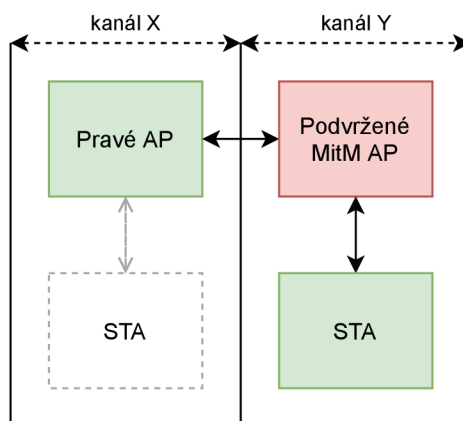 kanál X
kanál Y
Pravé AP
Podvržené
MitM AP
STA
STA